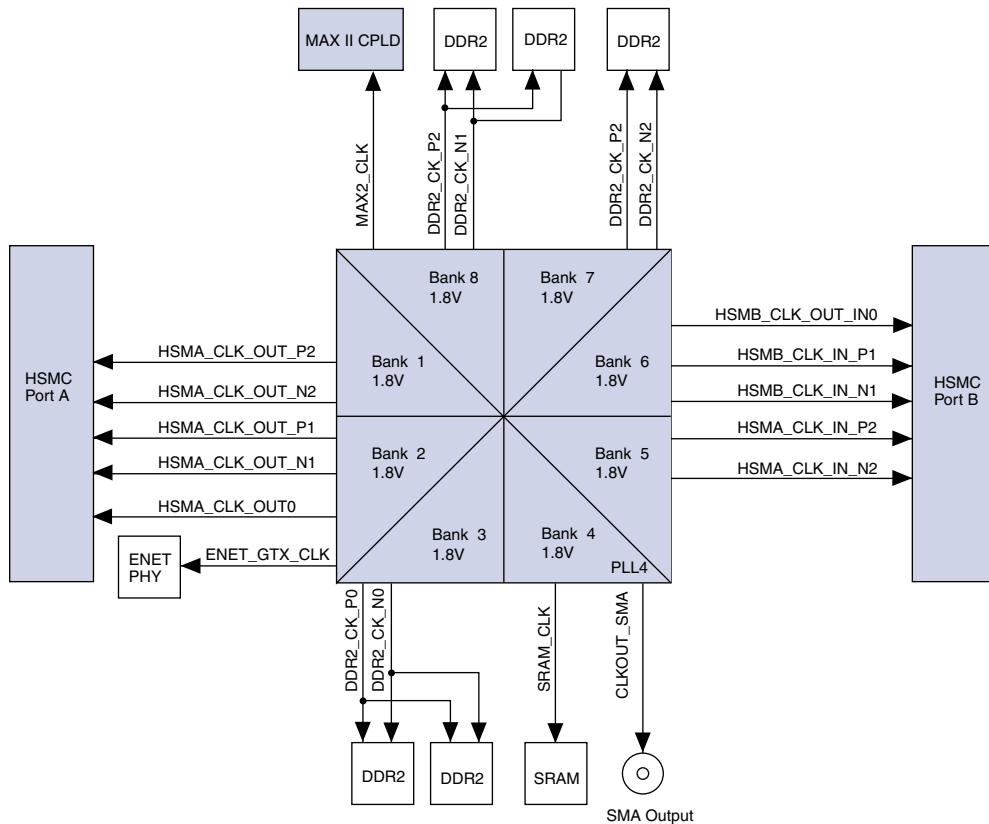 MAX II CPLD
DDR2
DDR2
DDR2
MAX2_CLK
DDR2_CK_P2
DDR2_CK_N1
DDR2_CK_P2
DDR2_CK_N2
HSMC
Port A
HSMA_CLK_OUT_P2
HSMA_CLK_OUT_N2
HSMA_CLK_OUT_P1
HSMA_CLK_OUT_N1
HSMA_CLK_OUT0
ENET_GTX_CLK
ENET
PHY
Bank 8
1.8V
Bank 7
1.8V
Bank 1
1.8V
Bank 6
1.8V
Bank 2
1.8V
Bank 5
1.8V
Bank 3
1.8V
Bank 4
1.8V
PLL4
HSMB_CLK_OUT_IN0
HSMB_CLK_IN_P1
HSMB_CLK_IN_N1
HSMA_CLK_IN_P2
HSMA_CLK_IN_N2
HSMC
Port B
DDR2_CK_P0
DDR2_CK_N0
SRAM_CLK
CLKOUT_SMA
DDR2
DDR2
SRAM
SMA Output